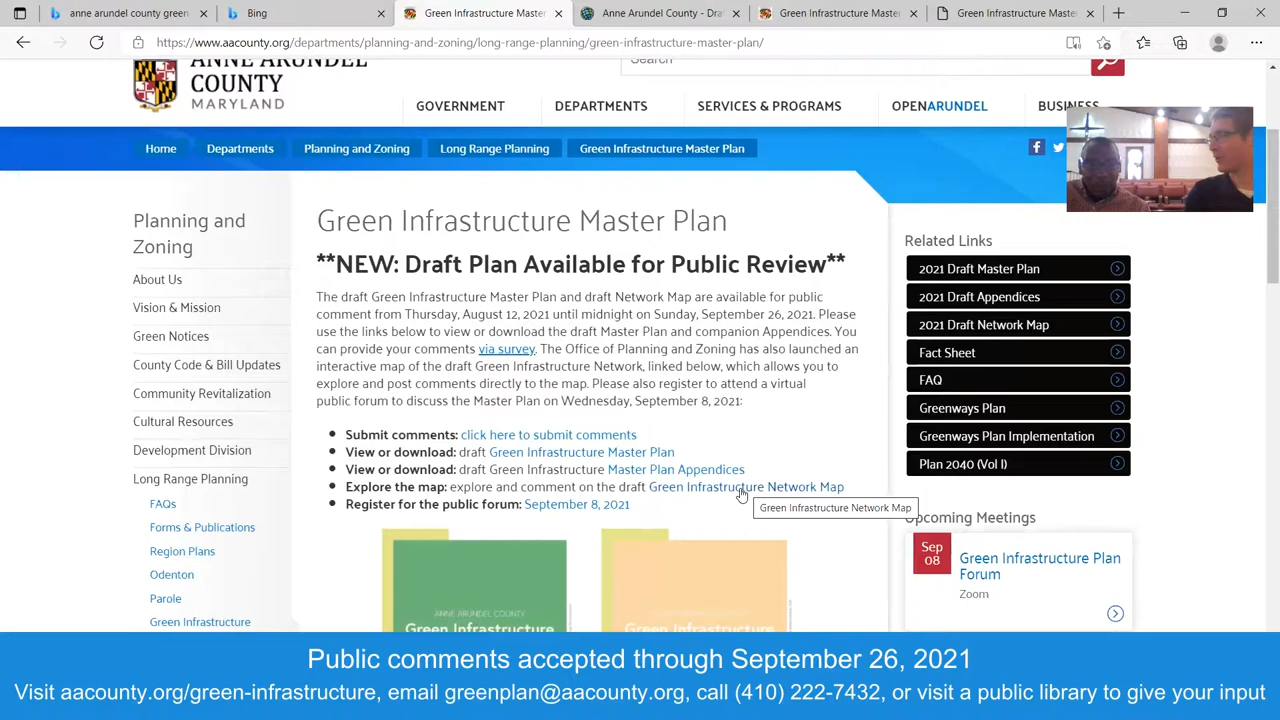 anne arundel county green
Bing
Green Infrastructure Master Plan
Anne Arundel County - Dra
Green Infrastructure Master
Green Infrastructure Master
https://www.aacounty.org/departments/planning-and-zoning/long-range-planning/green-infrastructure-master-plan/
ANNE ARUNDEL
COUNTY
MARYLAND
Search
GOVERNMENT
DEPARTMENTS
SERVICES & PROGRAMS
OPENARUNDEL
BUSINESS
Home
Departments
Planning and Zoning
Long Range Planning
Green Infrastructure Master Plan
Planning and
Zoning
About Us
Vision & Mission
Green Notices
County Code & Bill Updates
Community Revitalization
Cultural Resources
Development Division
Long Range Planning
FAQs
Forms & Publications
Region Plans
Odenton
Parole
Green Infrastructure
Green Infrastructure Master Plan
**NEW: Draft Plan Available for Public Review**
The draft Green Infrastructure Master Plan and draft Network Map are available for public
comment from Thursday, August 12, 2021 until midnight on Sunday, September 26, 2021. Please
use the links below to view or download the draft Master Plan and companion Appendices. You
can provide your comments via survey. The Office of Planning and Zoning has also launched an
interactive map of the draft Green Infrastructure Network, linked below, which allows you to
explore and post comments directly to the map. Please also register to attend a virtual
public forum to discuss the Master Plan on Wednesday, September 8, 2021:
Submit comments: click here to submit comments
View or download: draft Green Infrastructure Master Plan
View or download: draft Green Infrastructure Master Plan Appendices
Explore the map: explore and comment on the draft Green Infrastructure Network Map
Register for the public forum: September 8, 2021
Green Infrastructure Network Map
ANNE ARUNDEL COUNTY
Green Infrastructure
ANNE ARUNDEL COUNTY
Green Infrastructure
Related Links
2021 Draft Master Plan
2021 Draft Appendices
2021 Draft Network Map
Fact Sheet
FAQ
Greenways Plan
Greenways Plan Implementation
Plan 2040 (Vol I)
Upcoming Meetings
Sep
08
Green Infrastructure Plan
Forum
Zoom
Public comments accepted through September 26, 2021
Visit aacounty.org/green-infrastructure, email greenplan@aacounty.org, call (410) 222-7432, or visit a public library to give your input